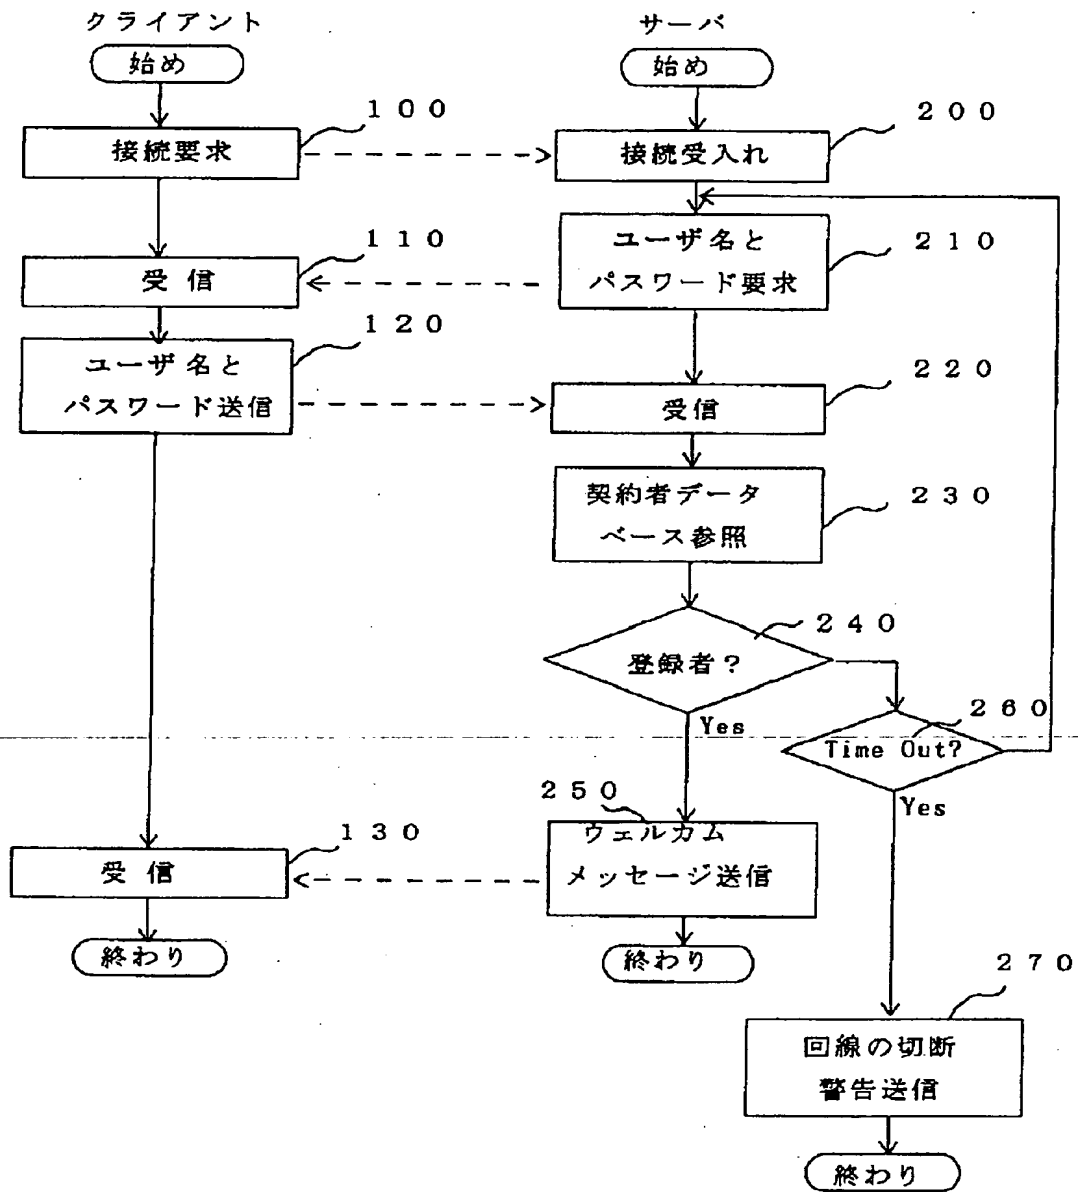 クライアント
サーバ
始め
始め
100
200
接続要求
接続受入れ
110
ユーザ名と
210
受信
パスワード要求
120
ユーザ名と
220
パスワード送信
受信
契約者データ
230
ベース参照
240
登録者?
260
Yes
Time Out?
250
Yes
130
ウェルカム
受信
メッセージ送信
終わり
終わり
270
回線の切断
警告送信
終わり